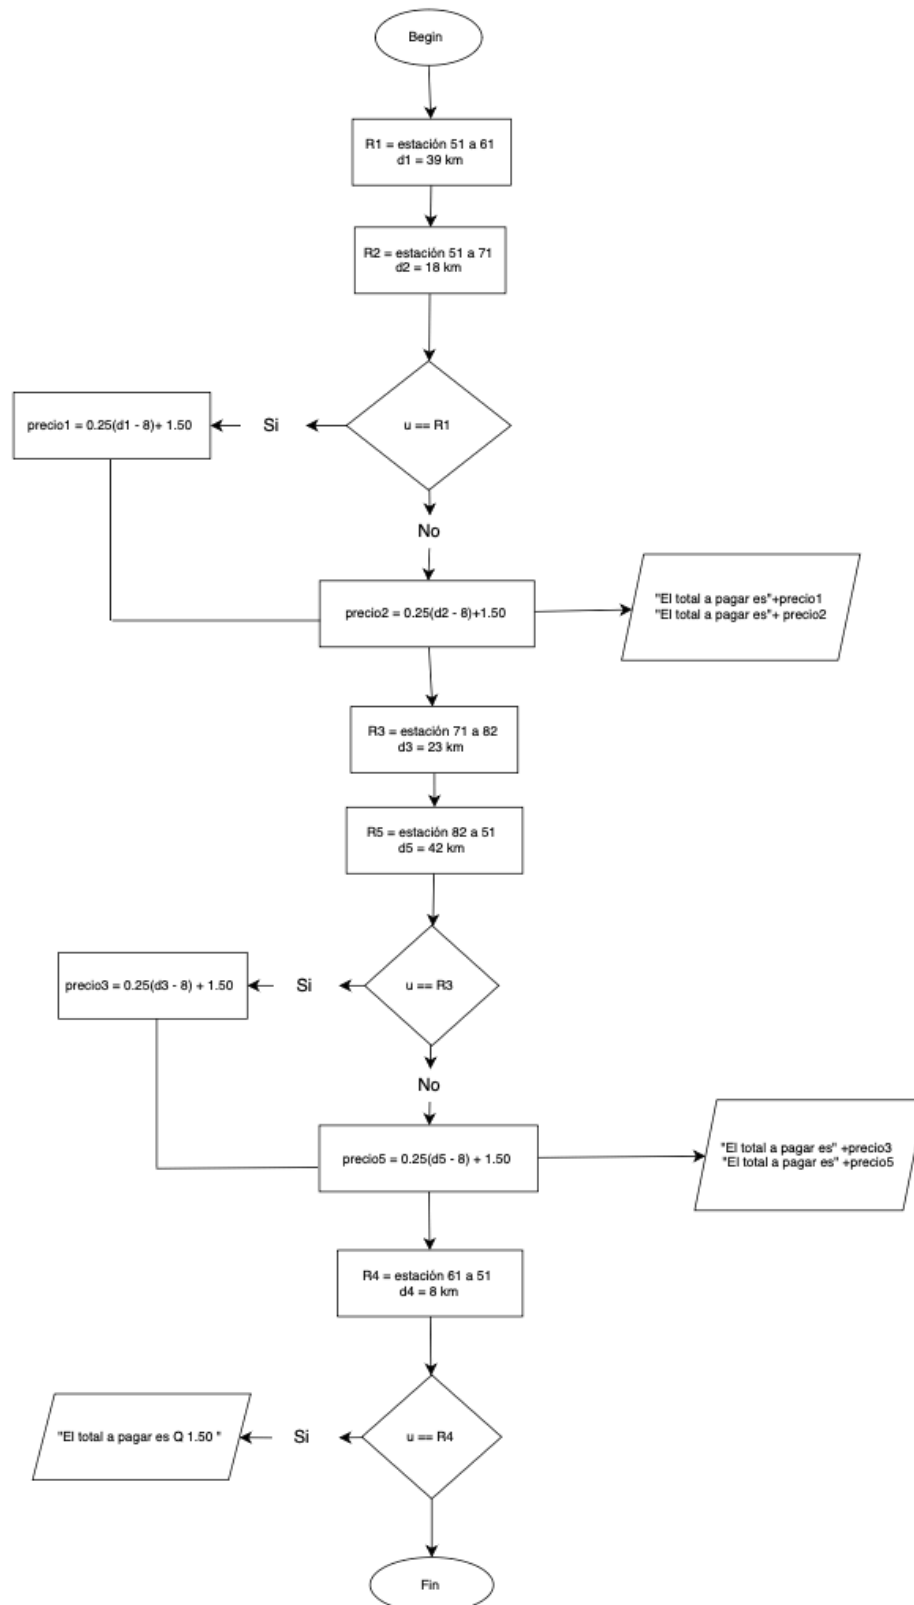 Begin
R1 = estación 51 a 61
d1 = 39 km
R2 = estación 51 a 71
d2 = 18 km
u == R1
Si
precio1 = 0.25(d1 - 8)+ 1.50
No
precio2 = 0.25(d2 - 8)+1.50
"El total a pagar es"+precio1
"El total a pagar es"+ precio2
R3 = estación 71 a 82
d3 = 23 km
R5 = estación 82 a 51
d5 = 42 km
u == R3
Si
precio3 = 0.25(d3 - 8) + 1.50
No
precio5 = 0.25(d5 - 8) + 1.50
"El total a pagar es" +precio3
"El total a pagar es" +precio5
R4 = estación 61 a 51
d4 = 8 km
u == R4
Si
"El total a pagar es Q 1.50 "
Fin